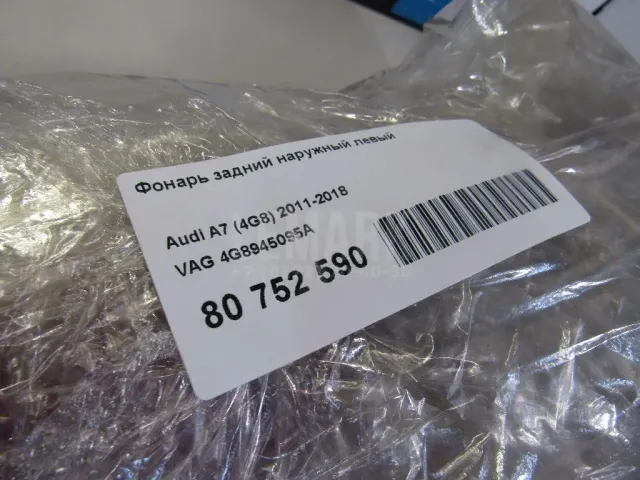 Фонарь задний наружный левый
Audi A7 (4G8) 2011-2018
VAG 4G8945095A
80 752 590